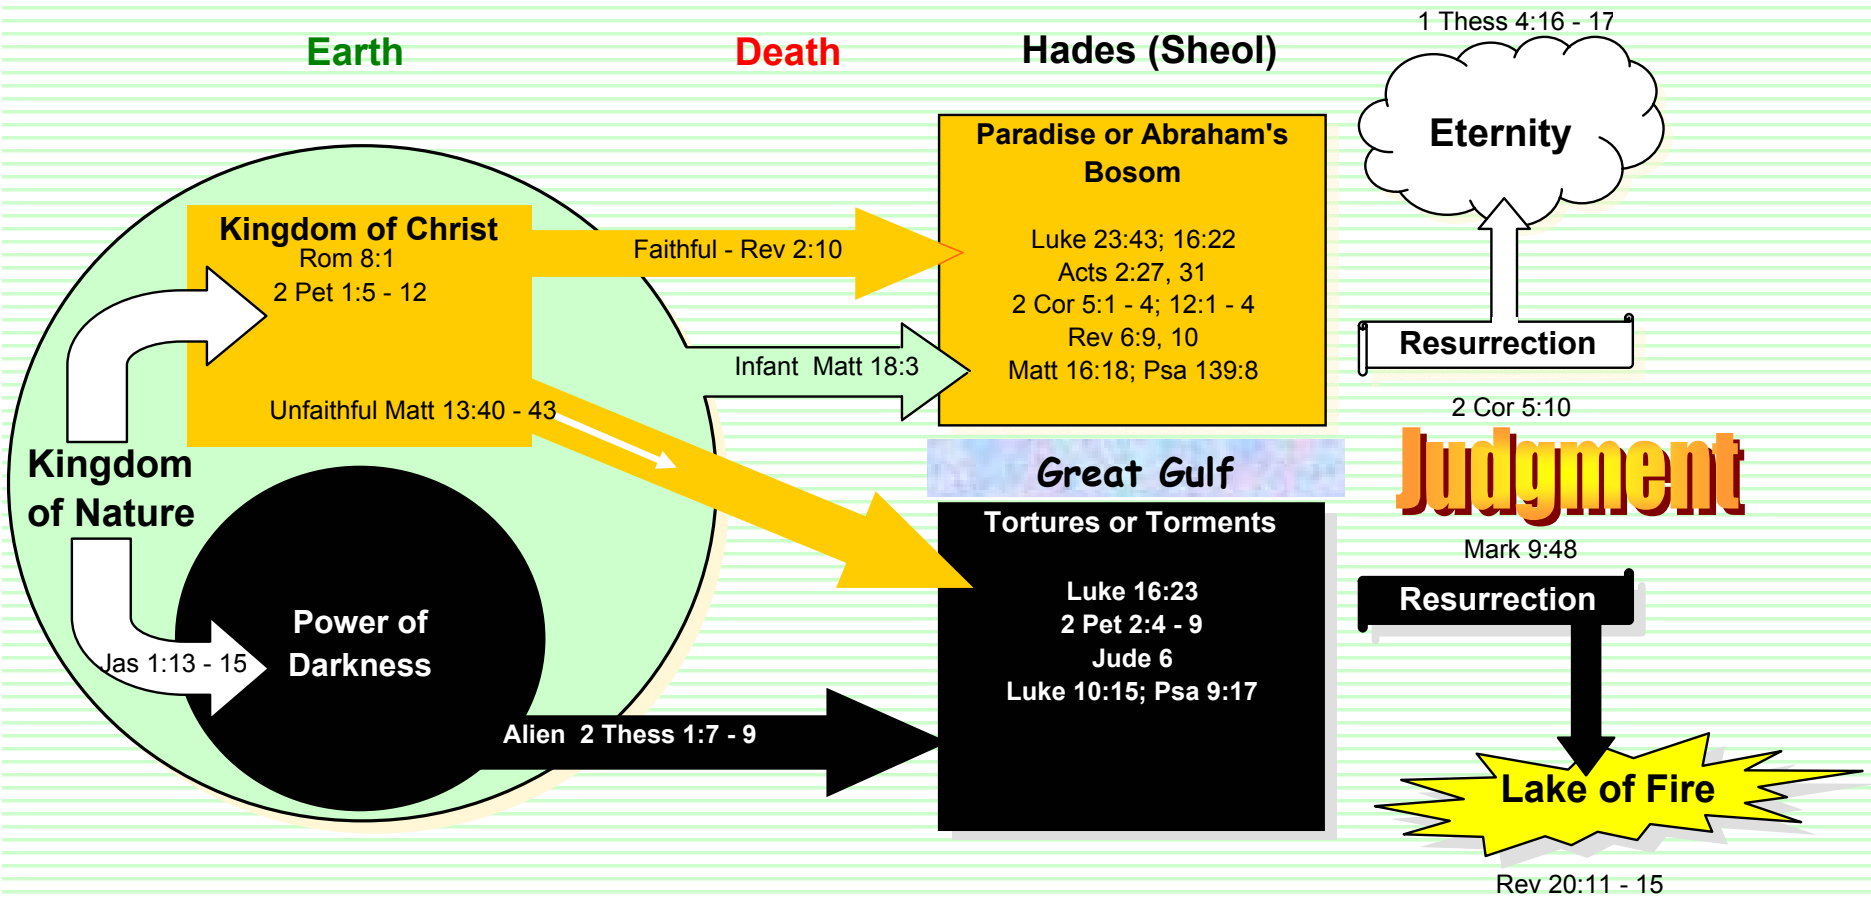 Earth
Death
Hades (Sheol)
1 Thess 4:16 - 17
Eternity
Paradise or Abraham's
Bosom
Luke 23:43; 16:22
Acts 2:27, 31
2 Cor 5:1 - 4; 12:1 - 4
Rev 6:9, 10
Matt 16:18; Psa 139:8
Kingdom of Christ
Rom 8:1
2 Pet 1:5 - 12
Faithful - Rev 2:10
Infant  Matt 18:3
Unfaithful Matt 13:40 - 43
Resurrection
2 Cor 5:10
Judgment
Mark 9:48
Resurrection
Kingdom
of Nature
Great Gulf
Tortures or Torments
Luke 16:23
2 Pet 2:4 - 9
Jude 6
Luke 10:15; Psa 9:17
Power of
Darkness
Jas 1:13 - 15
Alien  2 Thess 1:7 - 9
Lake of Fire
Rev 20:11 - 15